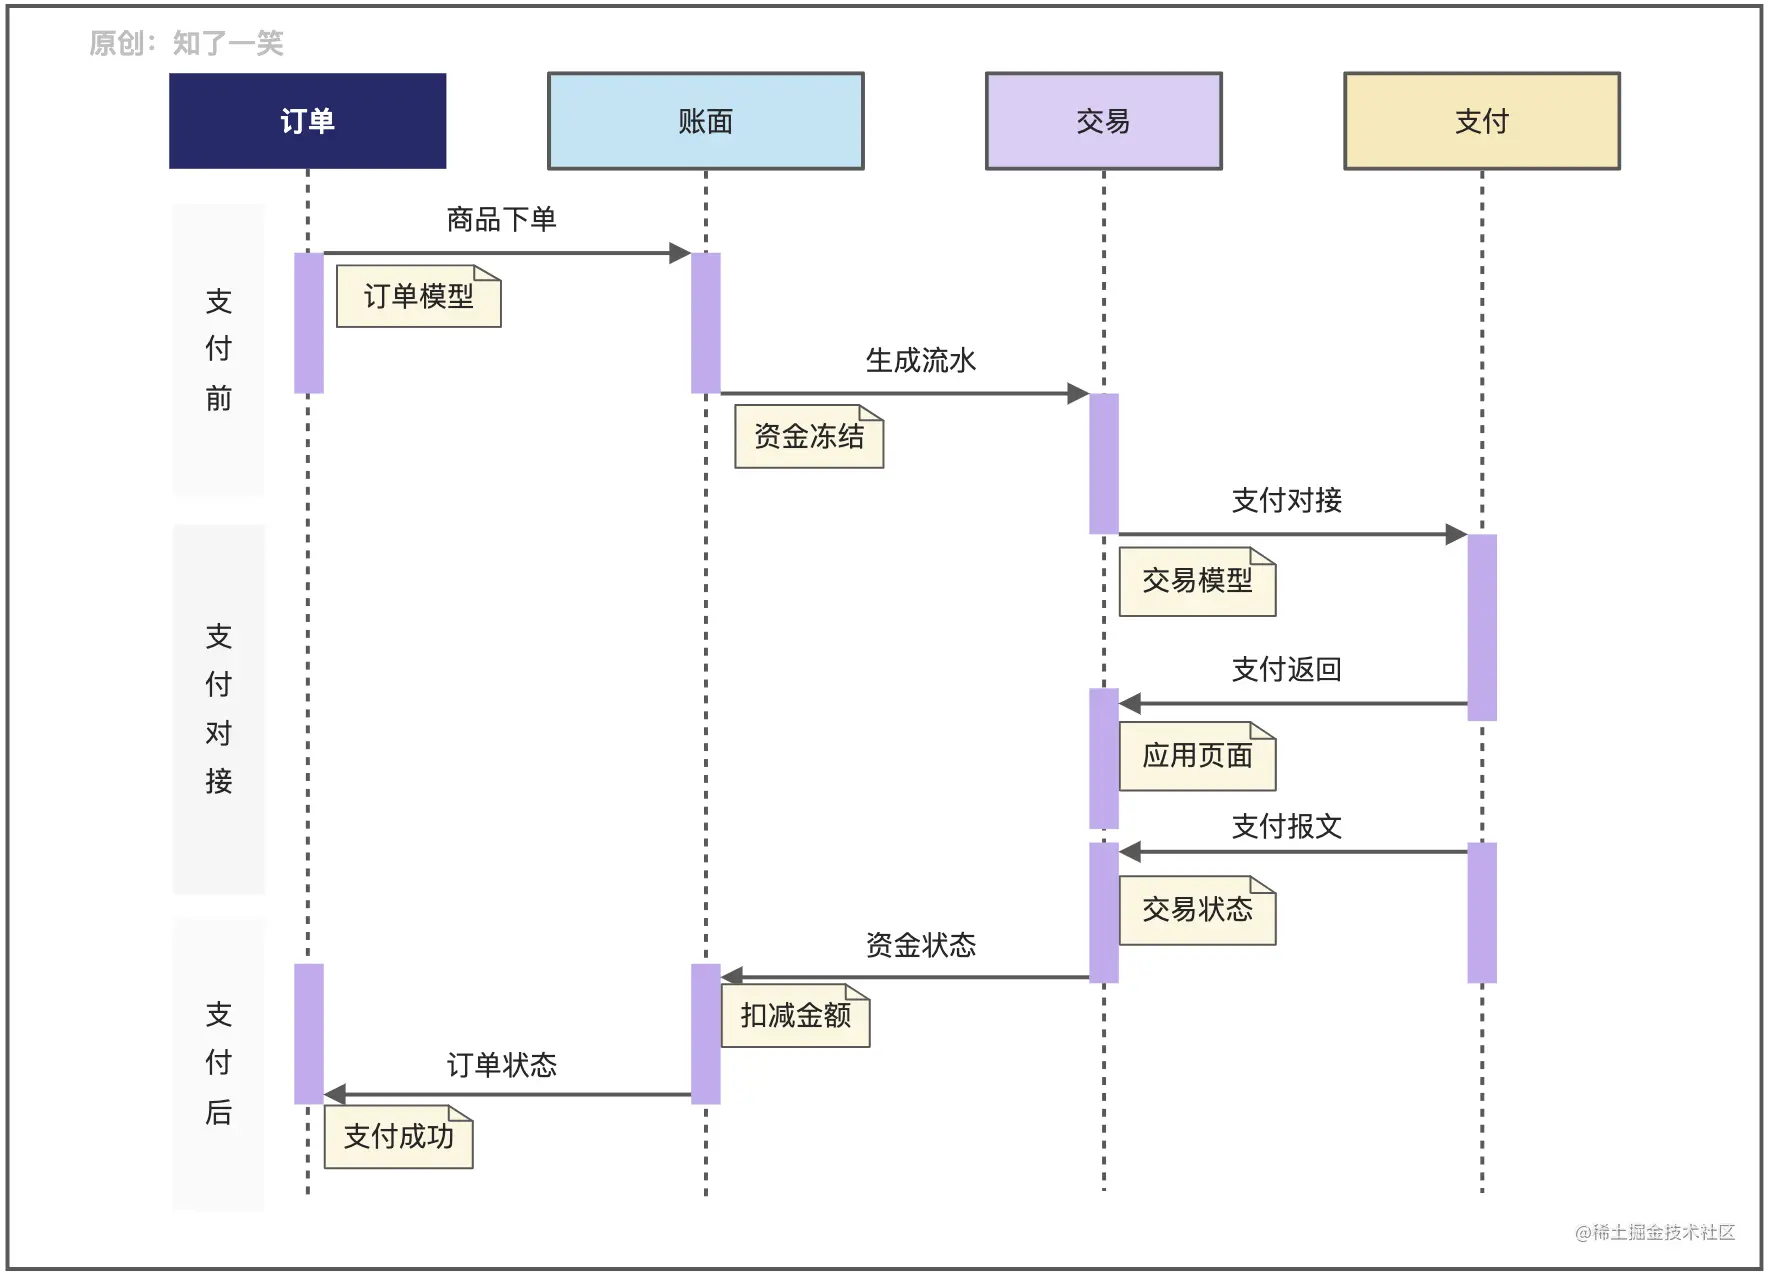 原创：知了一笑
订单
账面
交易
支付
商品下单
订单模型
支付前
生成流水
资金冻结
支付对接
交易模型
支付对接
支付返回
应用页面
支付报文
交易状态
资金状态
扣减金额
支付后
订单状态
支付成功
@稀土掘金技术社区